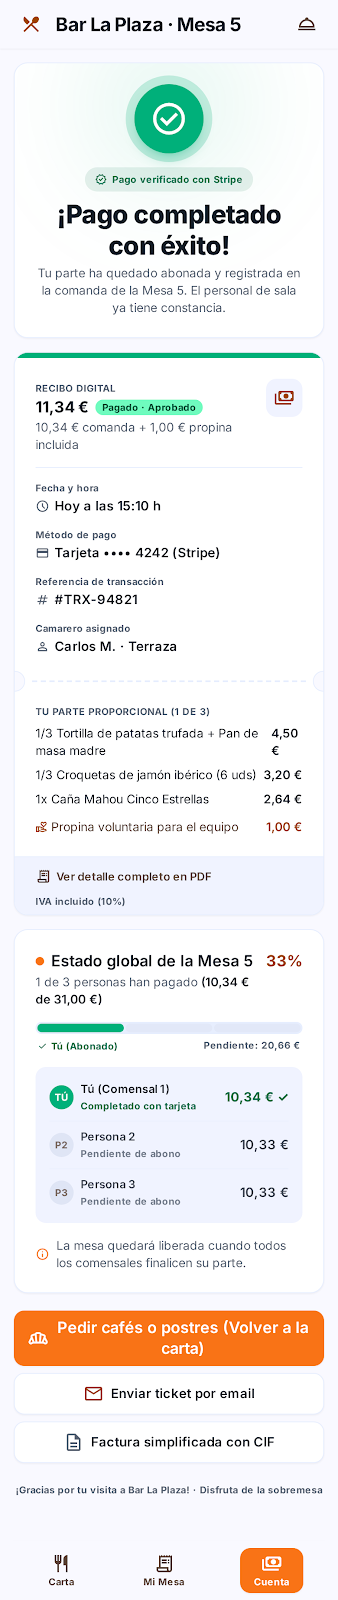 Bar La Plaza · Mesa 5
Pago verificado con Stripe
¡Pago completado
con éxito!
Tu parte ha quedado abonada y registrada en
la comanda de la Mesa 5. El personal de sala
ya tiene constancia.
RECIBO DIGITAL
11,34 € Pagado · Aprobado
10,34 € comanda + 1,00 € propina
incluida
Fecha y hora
Hoy a las 15:10 h
Método de pago
Tarjeta •••• 4242 (Stripe)
Referencia de transacción
# #TRX-94821
Camarero asignado
Carlos M. · Terraza
TU PARTE PROPORCIONAL (1 DE 3)
1/3 Tortilla de patatas trufada + Pan de 4,50
masa madre €
1/3 Croquetas de jamón ibérico (6 uds) 3,20 €
1x Caña Mahou Cinco Estrellas 2,64 €
Propina voluntaria para el equipo 1,00 €
Ver detalle completo en PDF
IVA incluido (10%)
Estado global de la Mesa 5 33%
1 de 3 personas han pagado (10,34 €
de 31,00 €)
✓ Tú (Abonado) Pendiente: 20,66 €
TÚ Tú (Comensal 1) 10,34 € ✓
Completado con tarjeta
P2 Persona 2 10,33 €
Pendiente de abono
P3 Persona 3 10,33 €
Pendiente de abono
La mesa quedará liberada cuando todos
los comensales finalicen su parte.
Pedir cafés o postres (Volver a la
carta)
Enviar ticket por email
Factura simplificada con CIF
¡Gracias por tu visita a Bar La Plaza! · Disfruta de la sobremesa
Carta Mi Mesa Cuenta